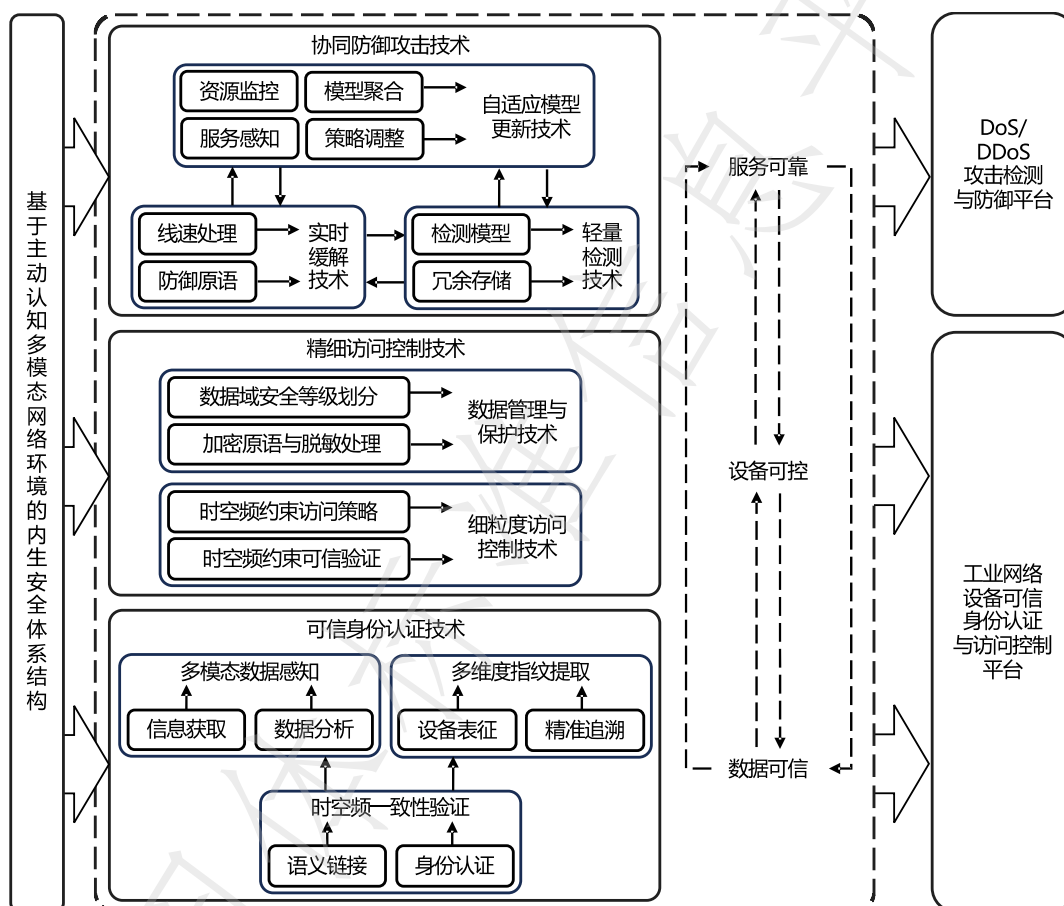 基于主动认知多模态网络环境的内生安全体系结构
协同防御攻击技术
资源监控
模型聚合
服务感知
策略调整
自适应模型
更新技术
线速处理
防御原语
实时
缓解
技术
检测模型
冗余存储
轻量
检测
技术
精细访问控制技术
数据域安全等级划分
加密原语与脱敏处理
数据管理与
保护技术
时空频约束访问策略
时空频约束可信验证
细粒度访问
控制技术
可信身份认证技术
多模态数据感知
信息获取
数据分析
多维度指纹提取
设备表征
精准追溯
时空频一致性验证
语义链接
身份认证
服务可靠
设备可控
数据可信
DoS/
DDoS
攻击检测
与防御平台
工业网络
设备可信
身份认证
与访问控制
平台